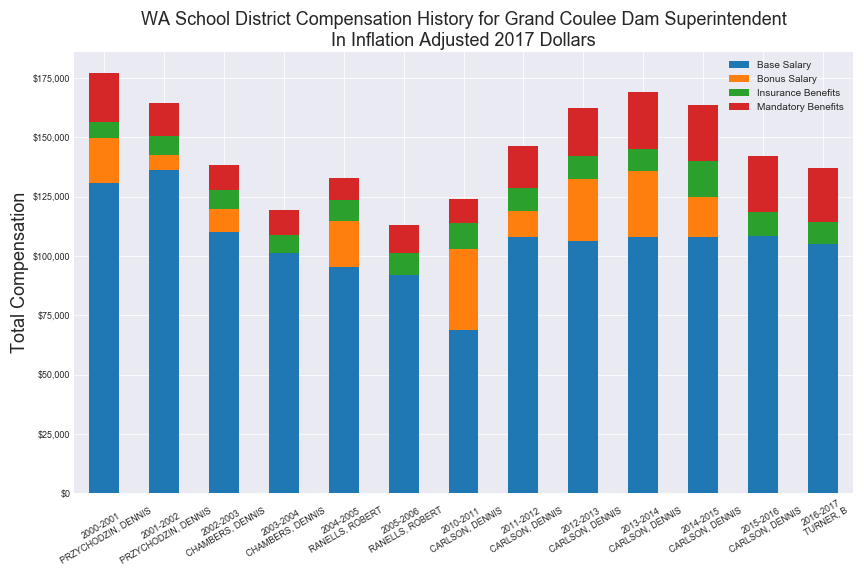 WA School District Compensation History for Grand Coulee Dam Superintendent
In Inflation Adjusted 2017 Dollars
Base Salary
Bonus Salary
Insurance Benefits
Mandatory Benefits
Total Compensation
$175,000
$150,000
$125,000
$100,000
$75,000
$50,000
$25,000
$0
2000-2001
PRZYCHODZIN, DENNIS
2001-2002
PRZYCHODZIN, DENNIS
2002-2003
CHAMBERS, DENNIS
2003-2004
CHAMBERS, DENNIS
2004-2005
RANELLS, ROBERT
2005-2006
RANELLS, ROBERT
2010-2011
CARLSON, DENNIS
2011-2012
CARLSON, DENNIS
2012-2013
CARLSON, DENNIS
2013-2014
CARLSON, DENNIS
2014-2015
CARLSON, DENNIS
2015-2016
CARLSON, DENNIS
2016-2017
TURNER, B